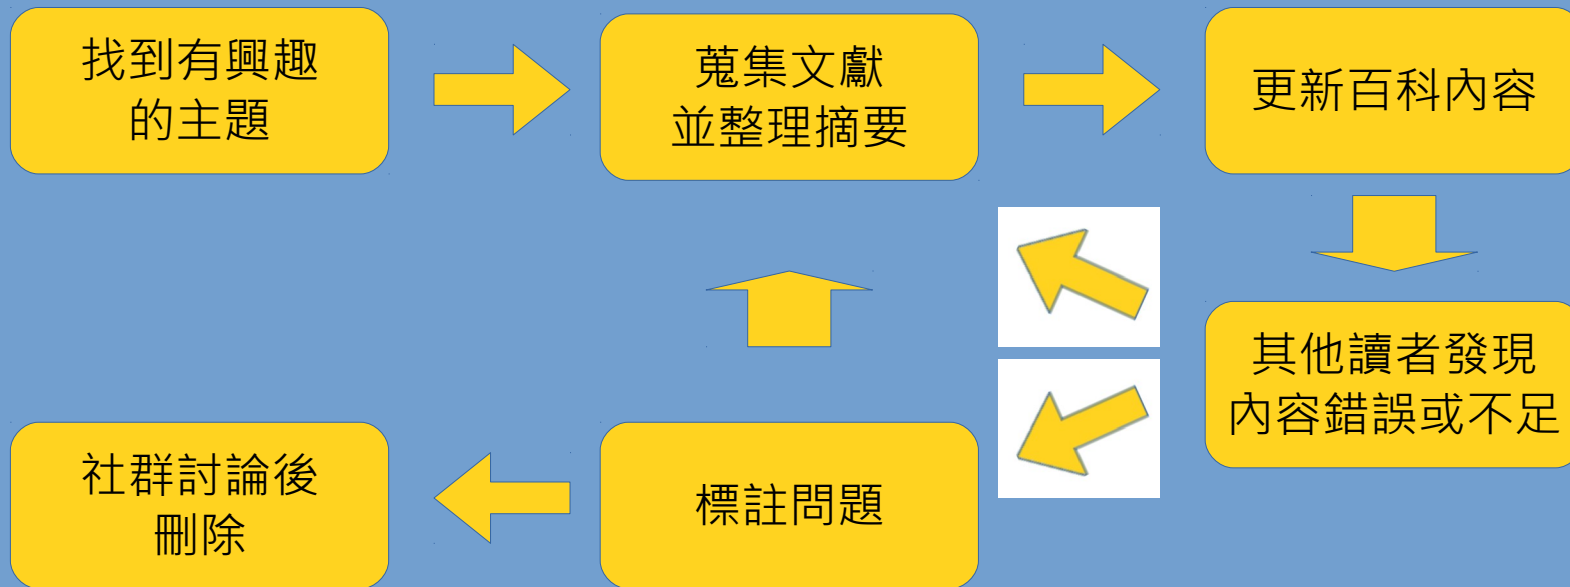 找到有興趣
的主題
蒐集文獻
並整理摘要
更新百科內容
其他讀者發現
內容錯誤或不足
標註問題
社群討論後
刪除